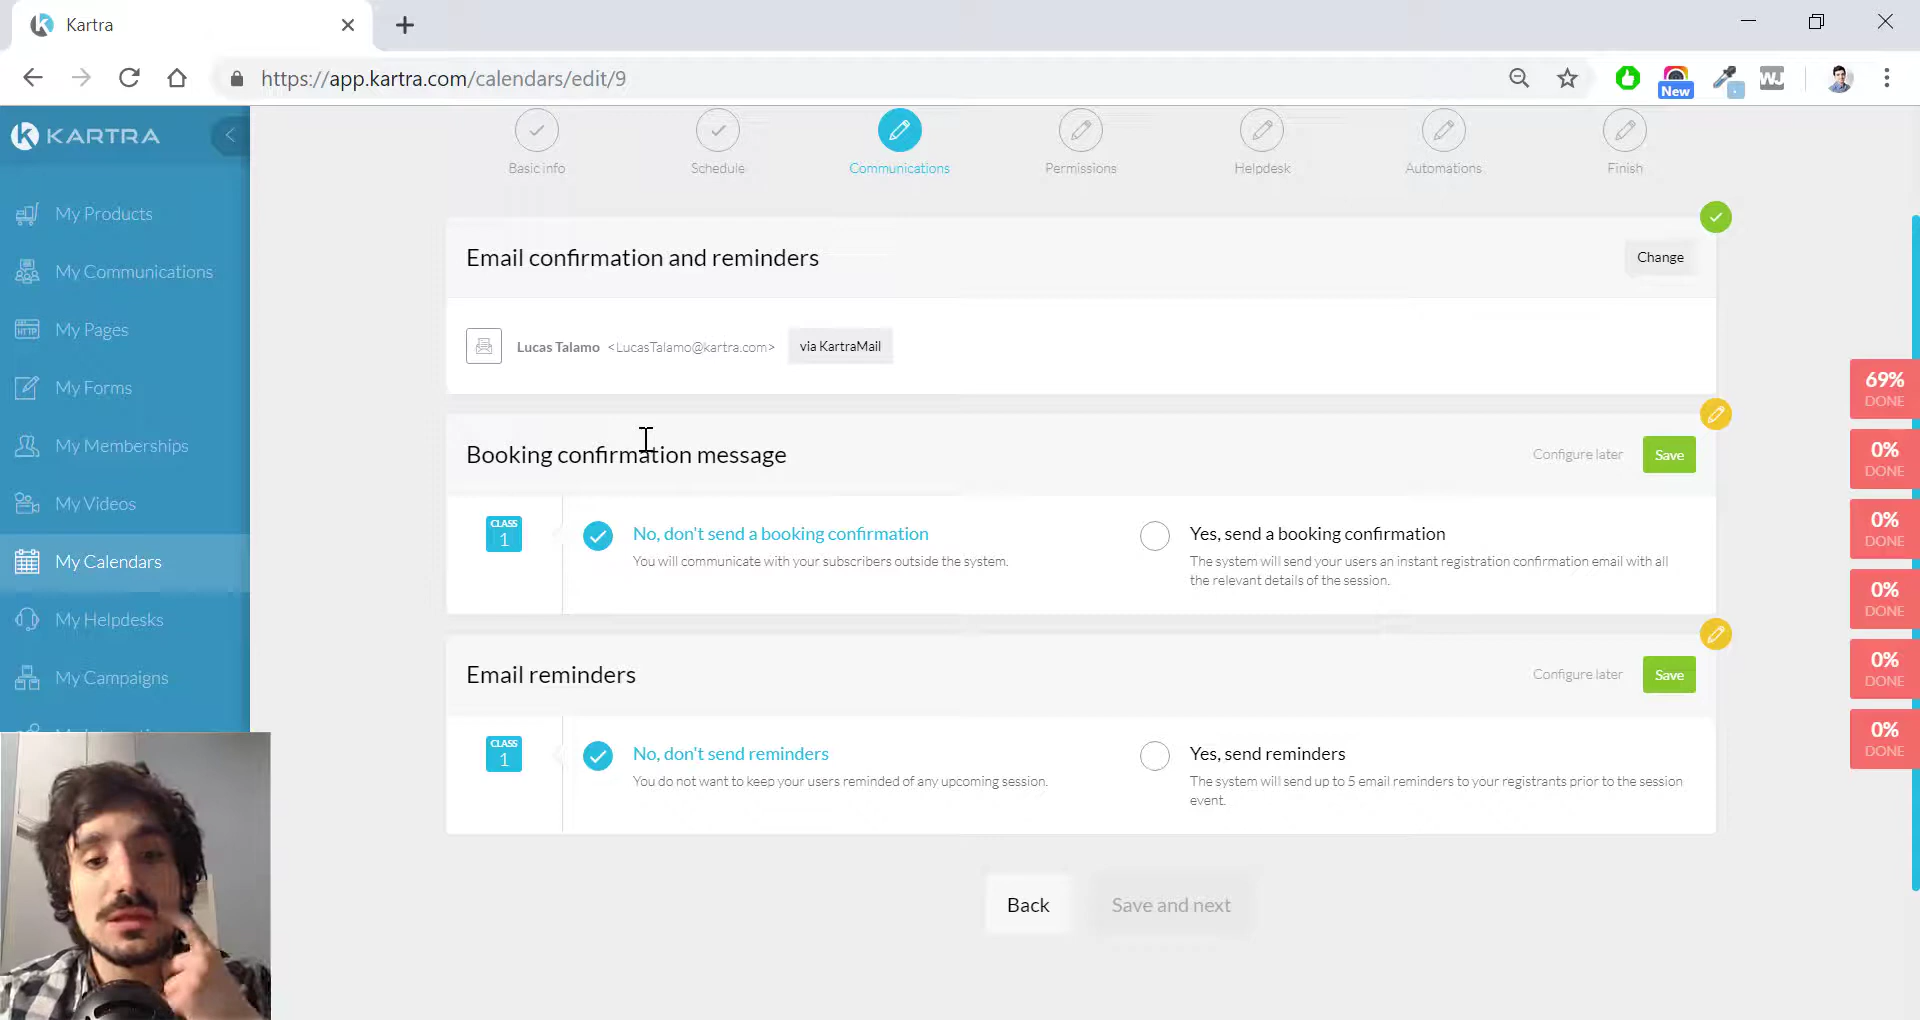 Kartra
https://app.kartra.com/calendars/edit/9
New
WJ
KARTRA
Basic info
Schedule
Communications
Permissions
Helpdesk
Automations
Finish
My Products
My Communications
HTTP
My Pages
My Forms
My Memberships
My Videos
My Calendars
My Helpdesks
My Campaigns
Email confirmation and reminders
Change
Lucas Talamo <LucasTalamo@kartra.com> via KartraMail
Booking confirmation message
Configure later
Save
CLASS
1
No, don't send a booking confirmation
You will communicate with your subscribers outside the system.
Yes, send a booking confirmation
The system will send your users an instant registration confirmation email with all
the relevant details of the session.
Email reminders
Configure later
Save
CLASS
1
No, don't send reminders
You do not want to keep your users reminded of any upcoming session.
Yes, send reminders
The system will send up to 5 email reminders to your registrants prior to the session
event.
Back
Save and next
69%
DONE
0%
DONE
0%
DONE
0%
DONE
0%
DONE
0%
DONE